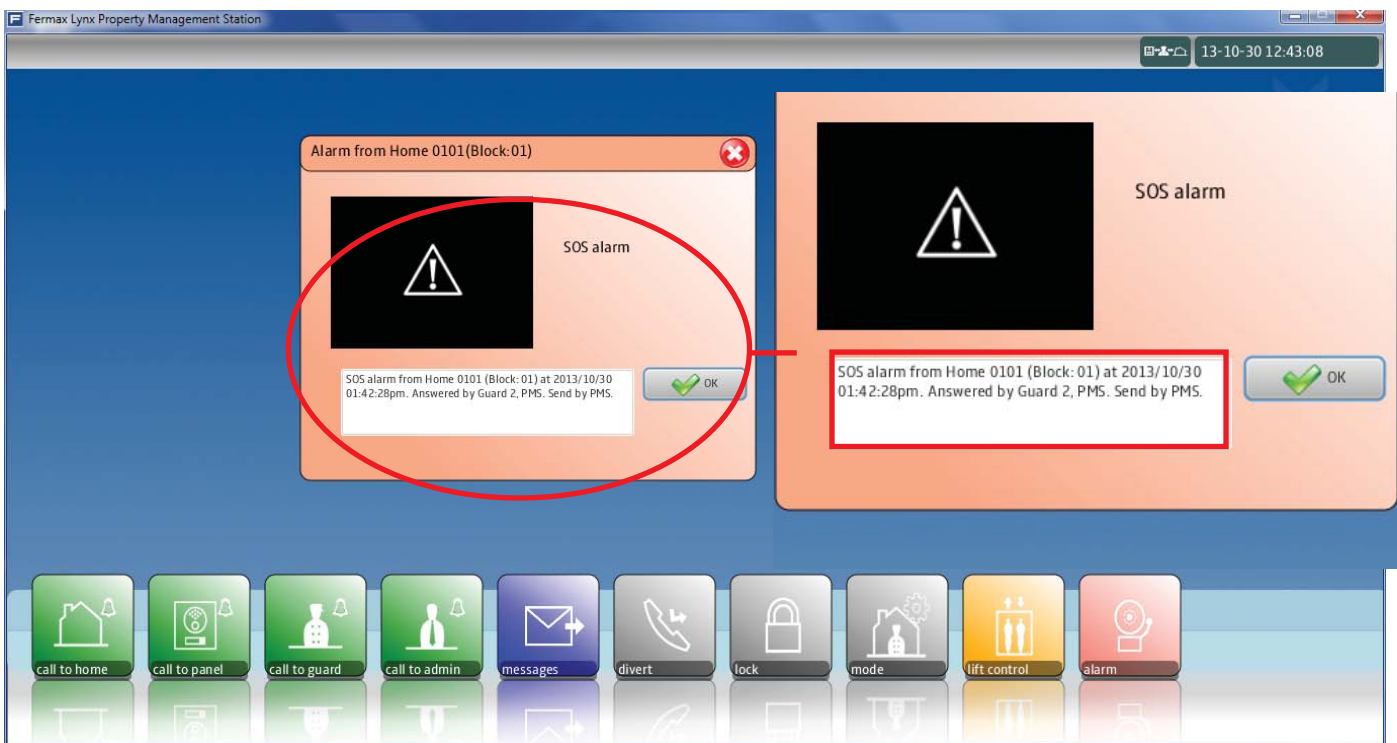 Fermax Lynx Property Management Station
13-10-30 12:43:08
Alarm from Home 0101(Block:01)
SOS alarm
SOS alarm from Home 0101 (Block: 01) at 2013/10/30
01:42:28pm. Answered by Guard 2, PMS. Send by PMS.
OK
SOS alarm
SOS alarm from Home 0101 (Block: 01) at 2013/10/30
01:42:28pm. Answered by Guard 2, PMS. Send by PMS.
OK
call to home
call to panel
call to guard
call to admin
messages
divert
lock
mode
lift control
alarm